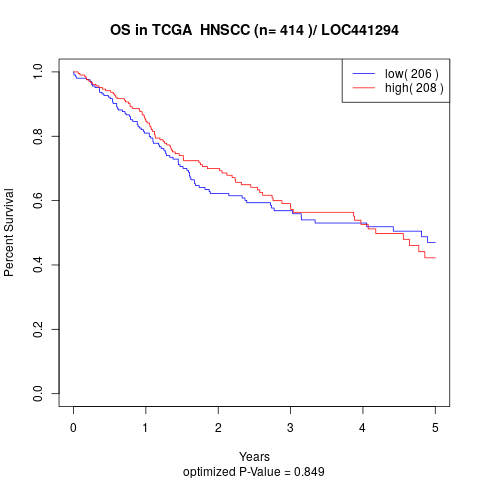 OS in TCGA  HNSCC (n= 414 )/ LOC441294
low( 206 )
high( 208 )
Percent Survival
1.0
0.8
0.6
0.4
0.2
0.0
0 1 2 3 4 5
Years
optimized P-Value = 0.849